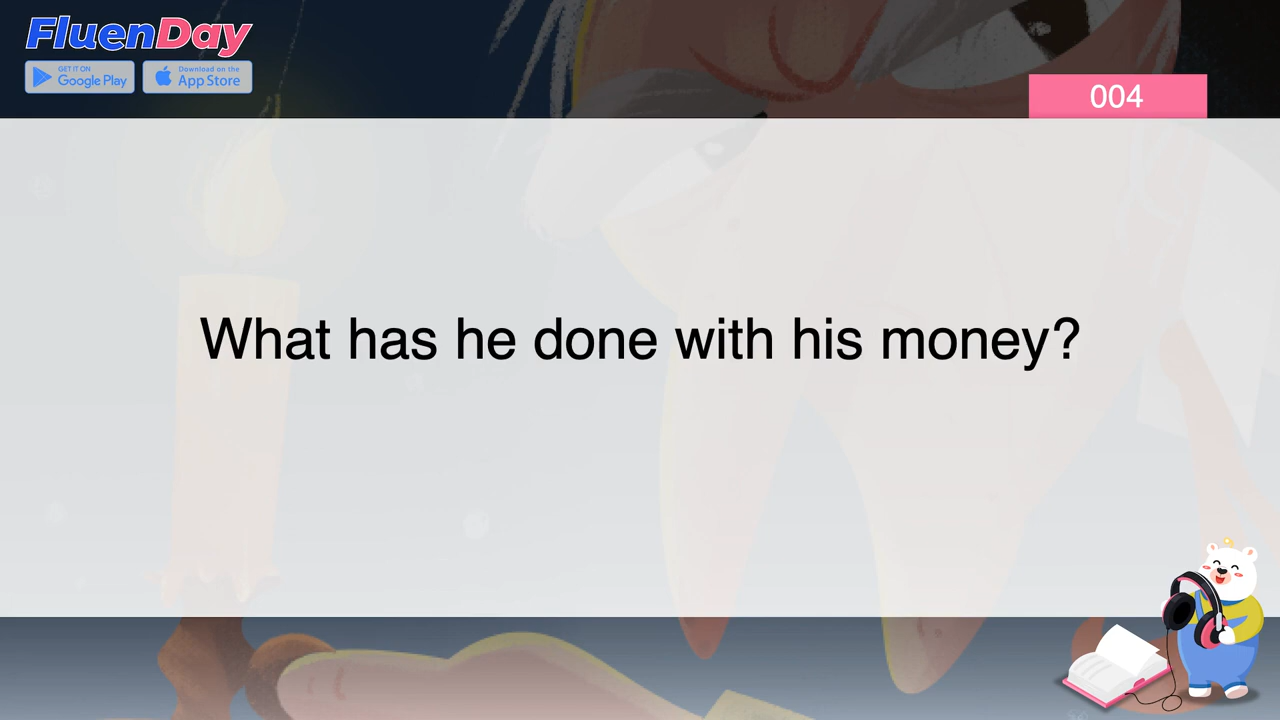 FluenDay
GET IT ON
Google Play
Download on the
App Store
004
What has he done with his money?